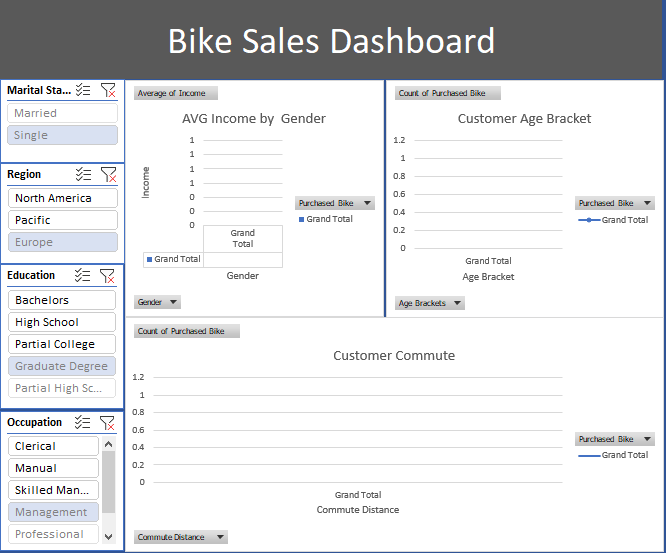 Bike Sales Dashboard
Marital Sta...
Married
Single
Region
North America
Pacific
Europe
Education
Bachelors
High School
Partial College
Graduate Degree
Partial High Sc...
Occupation
Clerical
Manual
Skilled Man...
Management
Professional
Average of Income
AVG Income by Gender
1
1
1
1
0
0
0
Income
Grand
Total
Grand Total
Gender
Purchased Bike
Grand Total
Gender
Count of Purchased Bike
Customer Age Bracket
1.2
1
0.8
0.6
0.4
0.2
0
Grand Total
Age Bracket
Purchased Bike
Grand Total
Age Brackets
Count of Purchased Bike
Customer Commute
1.2
1
0.8
0.6
0.4
0.2
0
Grand Total
Commute Distance
Purchased Bike
Grand Total
Commute Distance